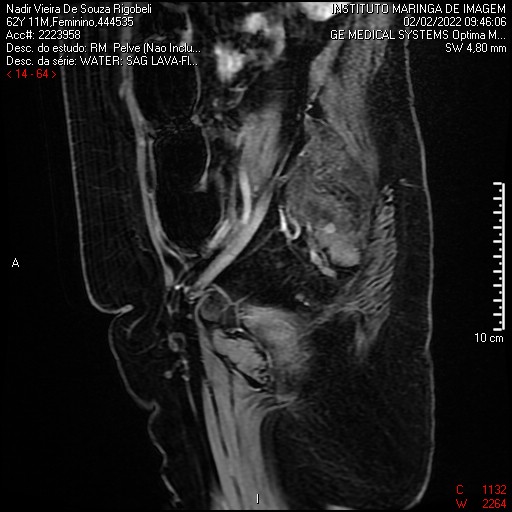 Nadir Vieira De Souza Rigobeli
62Y 11M,Feminino,444535
Acc#: 2223958
Desc. do estudo: RM  Pelve (Nao Inclu...
Desc. da série: WATER: SAG LAVA-Fl...
< 14 - 64 >
INSTITUTO MARINGA DE IMAGEM
02/02/2022 09:46:06
GE MEDICAL SYSTEMS Optima M...
SW 4,80 mm
A
10 cm
I
C 1132
W 2264